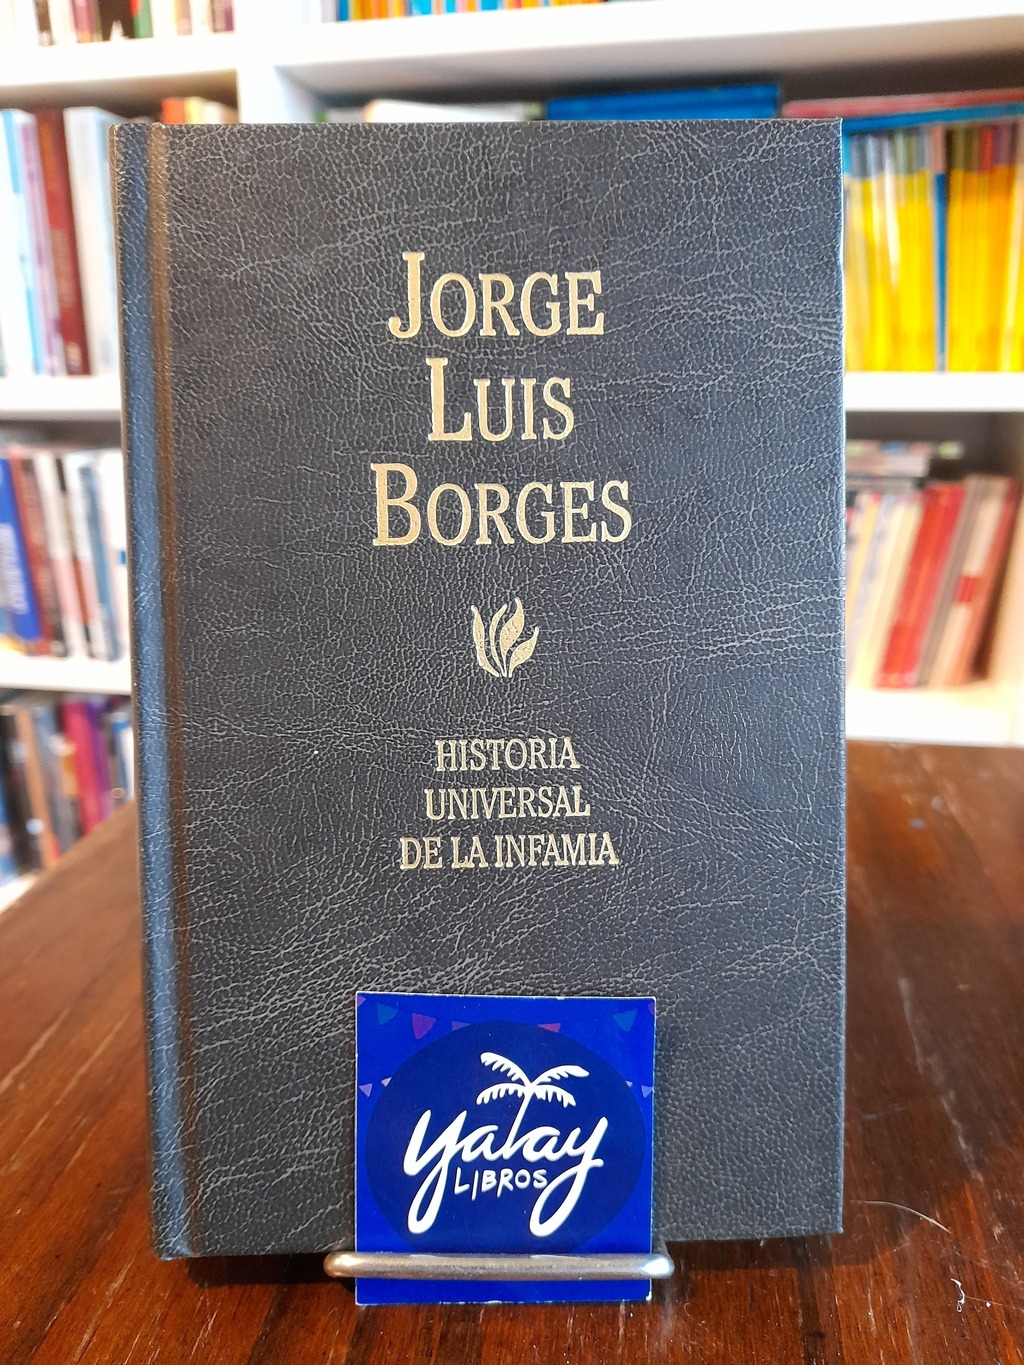 JORGE
LUIS
BORGES
HISTORIA
UNIVERSAL
DE LA INFAMIA
yatay
LIBROS